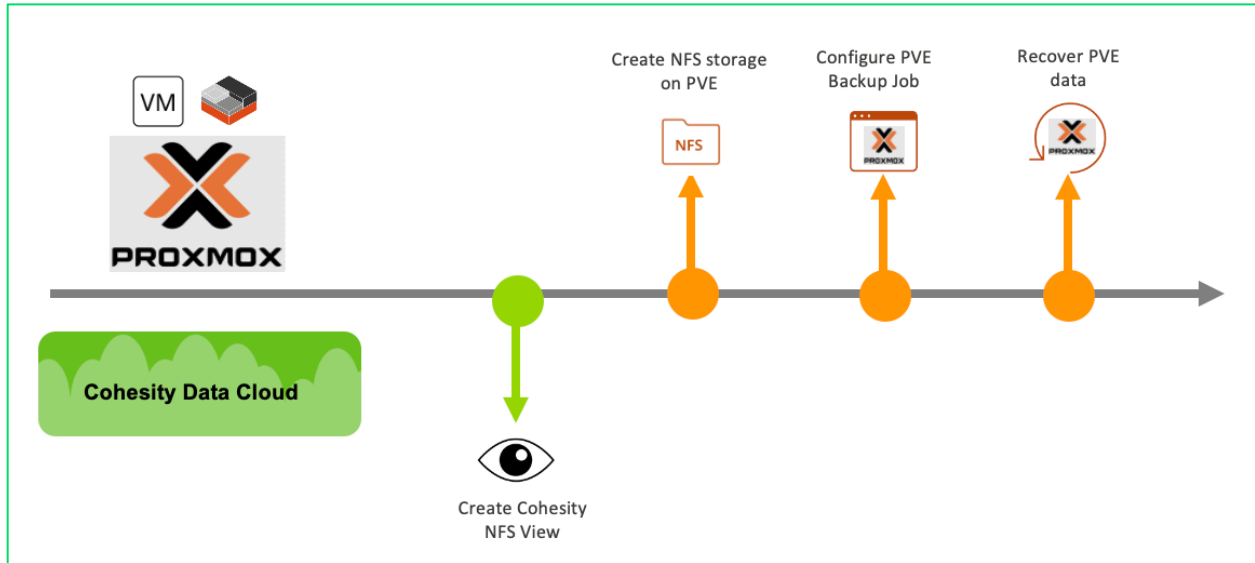 VM
PROXMOX
Cohesity Data Cloud
Create Cohesity
NFS View
Create NFS storage
on PVE
NFS
Configure PVE
Backup Job
PROXMOX
Recover PVE
data
PROXMOX